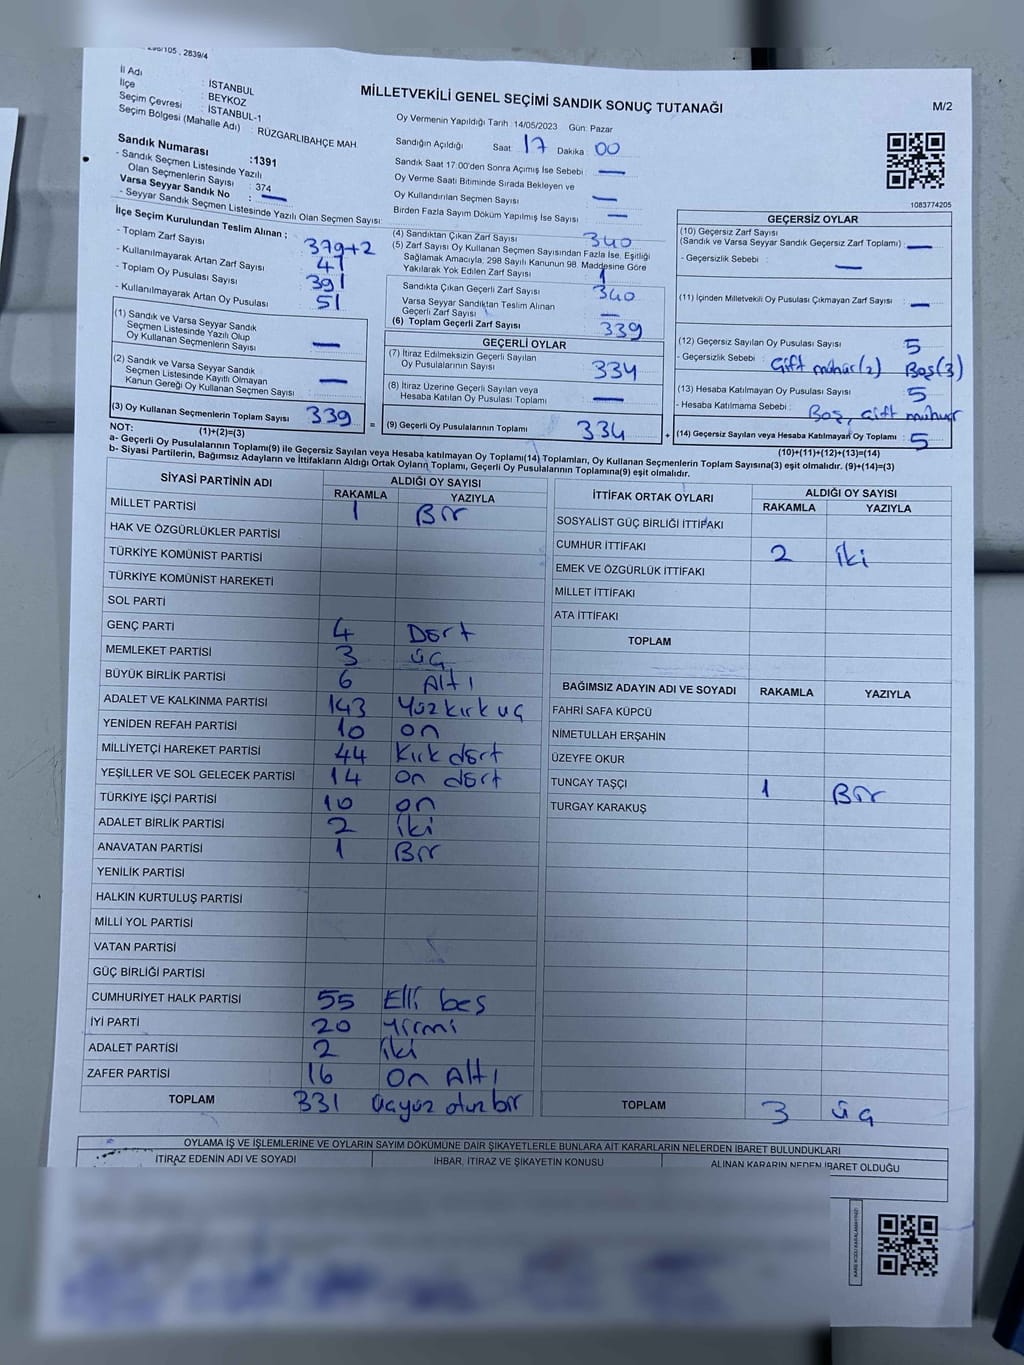 298/105 , 2839/4
İl Adı : İSTANBUL
İlçe : BEYKOZ
Seçim Çevresi : İSTANBUL-1
Seçim Bölgesi (Mahalle Adı) : RÜZGARLIBAHÇE MAH
MİLLETVEKİLİ GENEL SEÇİMİ SANDIK SONUÇ TUTANAĞI
M/2
Sandık Numarası :1391
- Sandık Seçmen Listesinde Yazılı
Olan Seçmenlerin Sayısı : 374
Varsa Seyyar Sandık No : —
- Seyyar Sandık Seçmen Listesinde Yazılı Olan Seçmen Sayısı:
Oy Vermenin Yapıldığı Tarih :14/05/2023 Gün: Pazar
Sandığın Açıldığı Saat: 17 Dakika 00
Sandık Saat 17:00'den Sonra Açılmış İse Sebebi : —
Oy Verme Saati Bitiminde Sırada Bekleyen ve
Oy Kullandırılan Seçmen Sayısı : —
Birden Fazla Sayım Döküm Yapılmış İse Sayısı : —
1083774205
İlçe Seçim Kurulundan Teslim Alınan ;
- Toplam Zarf Sayısı : 379+2
- Kullanılmayarak Artan Zarf Sayısı : 41
- Toplam Oy Pusulası Sayısı : 391
- Kullanılmayarak Artan Oy Pusulası : 51
(4) Sandıktan Çıkan Zarf Sayısı : 340
(5) Zarf Sayısı Oy Kullanan Seçmen Sayısından Fazla İse, Eşitliği
Sağlamak Amacıyla, 298 Sayılı Kanunun 98. Maddesine Göre
Yakılarak Yok Edilen Zarf Sayısı : 1
Sandıkta Çıkan Geçerli Zarf Sayısı : 340
Varsa Seyyar Sandıktan Teslim Alınan
Geçerli Zarf Sayısı : —
(6) Toplam Geçerli Zarf Sayısı : 339
GEÇERSİZ OYLAR
(10) Geçersiz Zarf Sayısı
(Sandık ve Varsa Seyyar Sandık Geçersiz Zarf Toplamı) : —
- Geçersizlik Sebebi : —
(11) İçinden Milletvekili Oy Pusulası Çıkmayan Zarf Sayısı : —
(12) Geçersiz Sayılan Oy Pusulası Sayısı : 5
- Geçersizlik Sebebi : Çift mühür(2) Boş(3)
(13) Hesaba Katılmayan Oy Pusulası Sayısı : 5
- Hesaba Katılmama Sebebi : Boş, çift mühür
(14) Geçersiz Sayılan veya Hesaba Katılmayan Oy Toplamı : 5
(10)+(11)+(12)+(13)=(14)
(1) Sandık ve Varsa Seyyar Sandık
Seçmen Listesinde Yazılı Olup
Oy Kullanan Seçmenlerin Sayısı : —
(2) Sandık ve Varsa Seyyar Sandık
Seçmen Listesinde Kayıtlı Olmayan
Kanun Gereği Oy Kullanan Seçmen Sayısı : —
(3) Oy Kullanan Seçmenlerin Toplam Sayısı : 339
(1)+(2)=(3)
GEÇERLİ OYLAR
(7) İtiraz Edilmeksizin Geçerli Sayılan
Oy Pusulalarının Sayısı : 334
(8) İtiraz Üzerine Geçerli Sayılan veya
Hesaba Katılan Oy Pusulası Toplamı : —
= (9) Geçerli Oy Pusulalarının Toplamı : 334 +
NOT:
a- Geçerli Oy Pusulalarının Toplamı(9) ile Geçersiz Sayılan veya Hesaba katılmayan Oy Toplamı(14) Toplamları, Oy Kullanan Seçmenlerin Toplam Sayısına(3) eşit olmalıdır. (9)+(14)=(3)
b- Siyasi Partilerin, Bağımsız Adayların ve İttifakların Aldığı Ortak Oyların Toplamı, Geçerli Oy Pusulalarının Toplamına(9) eşit olmalıdır.
SİYASİ PARTİNİN ADI ALDIĞI OY SAYISI
RAKAMLA YAZIYLA
MİLLET PARTİSİ 1 Bir
HAK VE ÖZGÜRLÜKLER PARTİSİ
TÜRKİYE KOMÜNİST PARTİSİ
TÜRKİYE KOMÜNİST HAREKETİ
SOL PARTİ
GENÇ PARTİ 4 Dört
MEMLEKET PARTİSİ 3 üç
BÜYÜK BİRLİK PARTİSİ 6 Altı
ADALET VE KALKINMA PARTİSİ 143 Yüzkırk üç
YENİDEN REFAH PARTİSİ 10 on
MİLLİYETÇİ HAREKET PARTİSİ 44 Kırk dört
YEŞİLLER VE SOL GELECEK PARTİSİ 14 on dört
TÜRKİYE İŞÇİ PARTİSİ 10 on
ADALET BİRLİK PARTİSİ 2 iki
ANAVATAN PARTİSİ 1 Bir
YENİLİK PARTİSİ
HALKIN KURTULUŞ PARTİSİ
MİLLİ YOL PARTİSİ
VATAN PARTİSİ
GÜÇ BİRLİĞİ PARTİSİ
CUMHURİYET HALK PARTİSİ 55 Elli beş
İYİ PARTİ 20 yirmi
ADALET PARTİSİ 2 iki
ZAFER PARTİSİ 16 on Altı
TOPLAM 331 üçyüz otuz bir
İTTİFAK ORTAK OYLARI ALDIĞI OY SAYISI
RAKAMLA YAZIYLA
SOSYALİST GÜÇ BİRLİĞİ İTTİFAKI
CUMHUR İTTİFAKI 2 iki
EMEK VE ÖZGÜRLÜK İTTİFAKI
MİLLET İTTİFAKI
ATA İTTİFAKI
TOPLAM
BAĞIMSIZ ADAYIN ADI VE SOYADI RAKAMLA YAZIYLA
FAHRİ SAFA KÜPCÜ
NİMETULLAH ERŞAHİN
ÜZEYFE OKUR
TUNCAY TAŞÇI 1 Bir
TURGAY KARAKUŞ
TOPLAM 3 üç
OYLAMA İŞ VE İŞLEMLERİNE VE OYLARIN SAYIM DÖKÜMÜNE DAİR ŞİKAYETLERLE BUNLARA AİT KARARLARIN NELERDEN İBARET BULUNDUKLARI
İTİRAZ EDENİN ADI VE SOYADI İHBAR, İTİRAZ VE ŞİKAYETİN KONUSU ALINAN KARARIN NEDEN İBARET OLDUĞU
KARE KODU KARALAMAYINIZ!